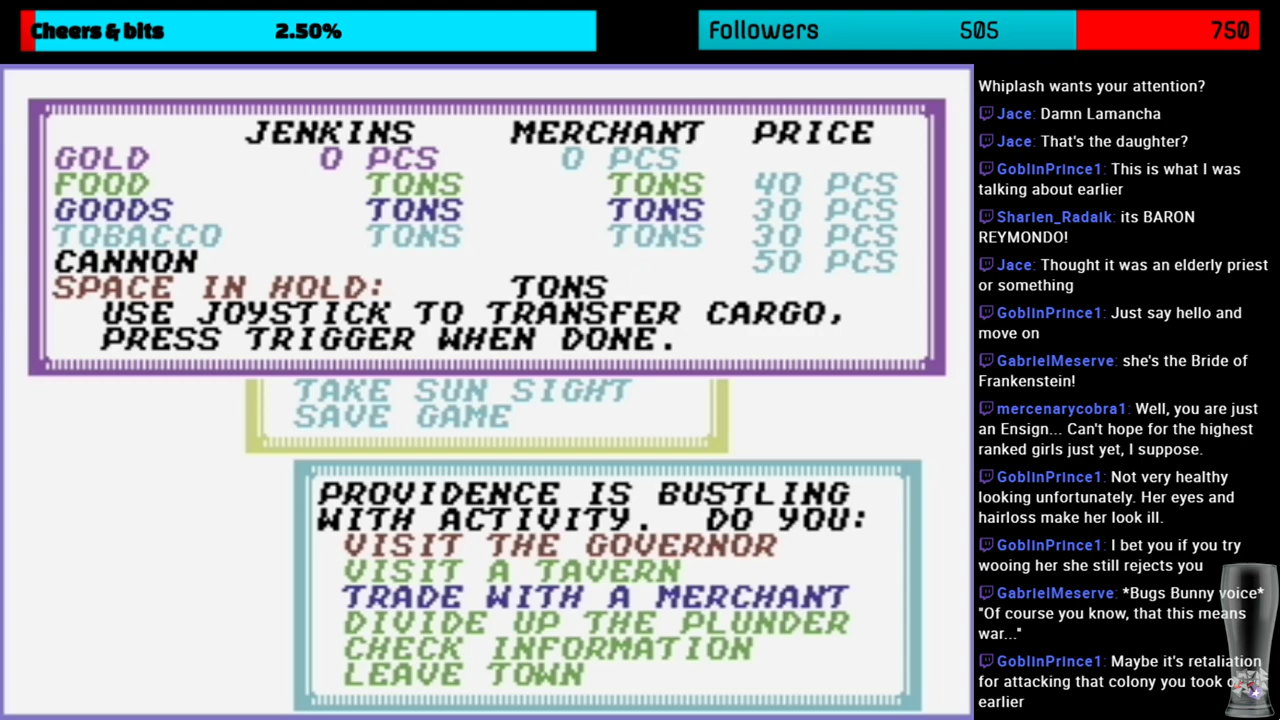 Cheers & bits 2.50%
Followers 505 750
JENKINS MERCHANT PRICE
GOLD 0 PCS 0 PCS
FOOD TONS TONS 40 PCS
GOODS TONS TONS 30 PCS
TOBACCO TONS TONS 30 PCS
CANNON 50 PCS
SPACE IN HOLD: TONS
USE JOYSTICK TO TRANSFER CARGO,
PRESS TRIGGER WHEN DONE.
TAKE SUN SIGHT
SAVE GAME
PROVIDENCE IS BUSTLING
WITH ACTIVITY. DO YOU:
VISIT THE GOVERNOR
VISIT A TAVERN
TRADE WITH A MERCHANT
DIVIDE UP THE PLUNDER
CHECK INFORMATION
LEAVE TOWN
Whiplash wants your attention?
Jace: Damn Lamancha
Jace: That's the daughter?
GoblinPrince1: This is what I was
talking about earlier
Sharien_Radalk: its BARON
REYMONDO!
Jace: Thought it was an elderly priest
or something
GoblinPrince1: Just say hello and
move on
GabrielMeserve: she's the Bride of
Frankenstein!
mercenarycobra1: Well, you are just
an Ensign... Can't hope for the highest
ranked girls just yet, I suppose.
GoblinPrince1: Not very healthy
looking unfortunately. Her eyes and
hairloss make her look ill.
GoblinPrince1: I bet you if you try
wooing her she still rejects you
GabrielMeserve: *Bugs Bunny voice*
"Of course you know, that this means
war..."
GoblinPrince1: Maybe it's retaliation
for attacking that colony you took
earlier